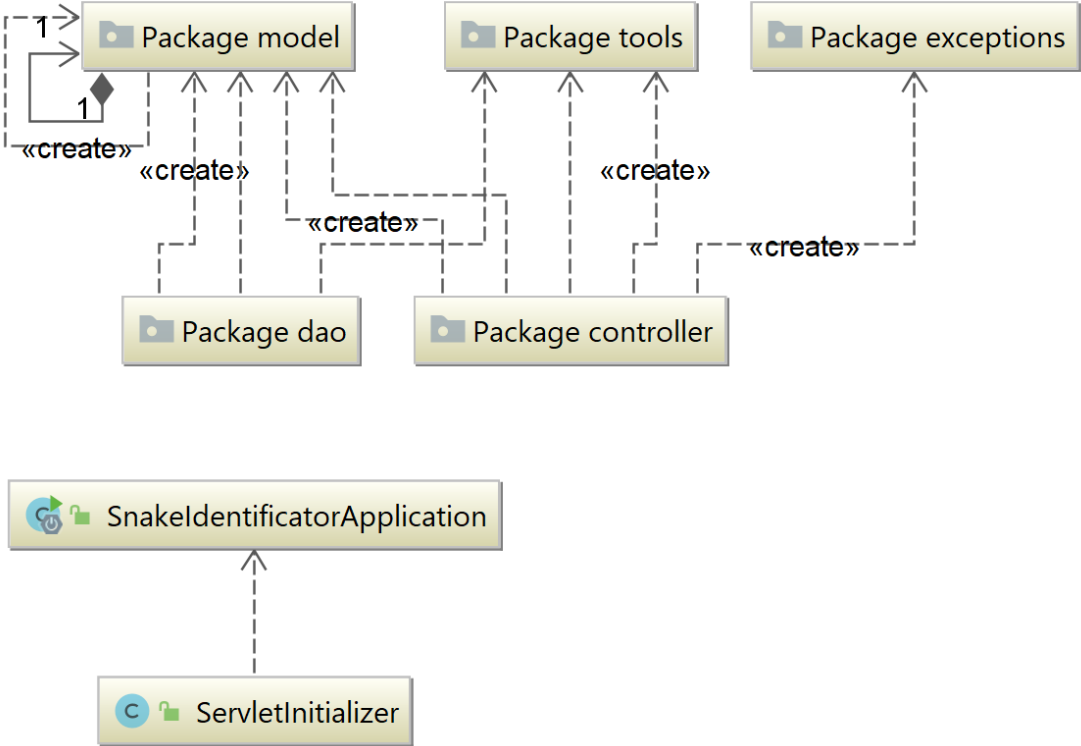 1
Package model
Package tools
Package exceptions
1
«create»
«create»
«create»
«create»
«create»
Package dao
Package controller
C
SnakeIdentificatorApplication
C
ServletInitializer